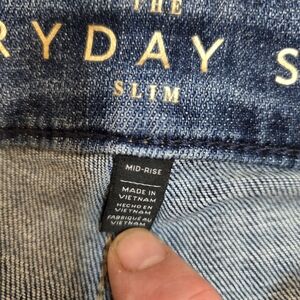 THE
RYDAY S
SLIM
MID-RISE
MADE IN
VIETNAM
HECHO EN
VIETNAM
FABRIQUÉ AU
VIETNAM